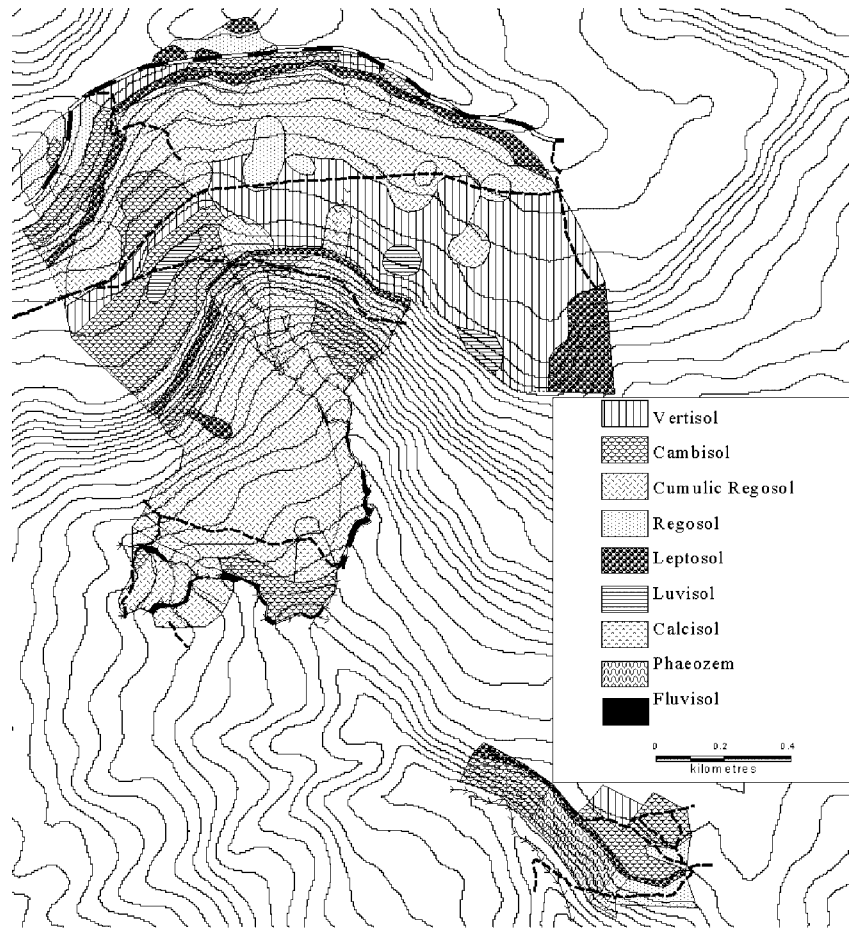 Vertisol
Cambisol
Cumulic Regosol
Regosol
Leptosol
Luvisol
Calcisol
Phaeozem
Fluvisol
0 0.2 0.4
kilometres